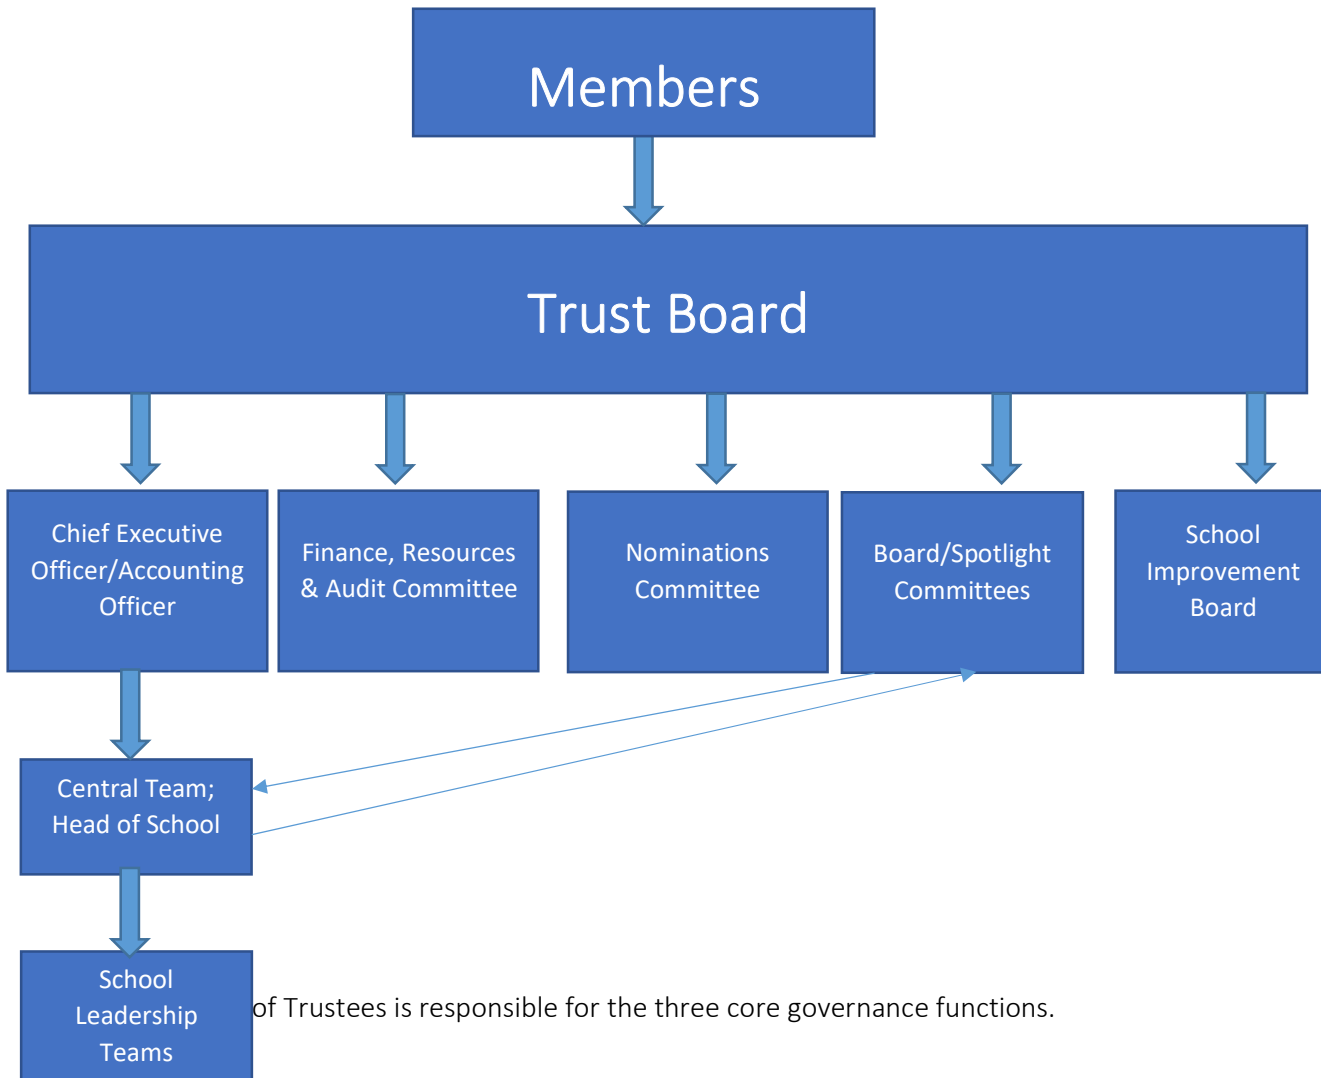 Members
Trust Board
Chief Executive
Officer/Accounting
Officer
Finance, Resources
& Audit Committee
Nominations
Committee
Board/Spotlight
Committees
School
Improvement
Board
Central Team;
Head of School
School
Leadership
Teams
of Trustees is responsible for the three core governance functions.